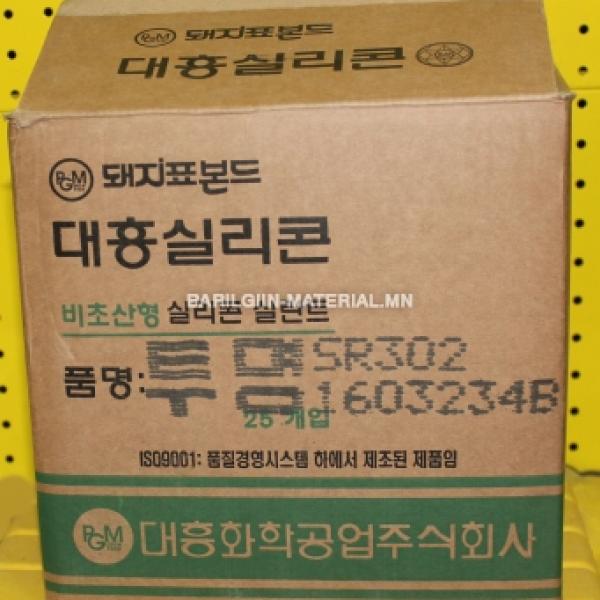 PGM 돼지표본드
대흥실리콘
PGM 돼지표본드
대흥실리콘
BARILGIIN-MATERIAL.MN
비초산형 실리콘 실란트
품명: 투명 SR302
1603234B
25 개입
ISO9001: 품질경영시스템 하에서 제조된 제품임
PGM 대흥화학공업주식회사